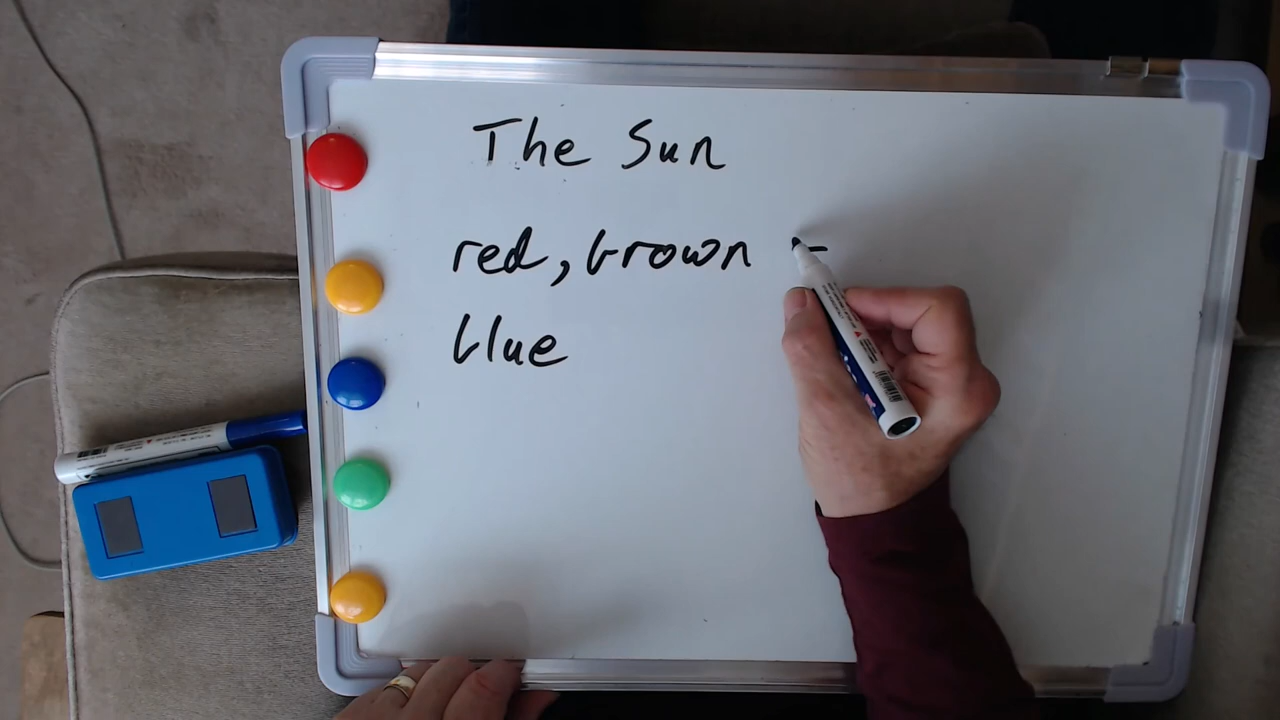 The Sun
red, brown -
blue